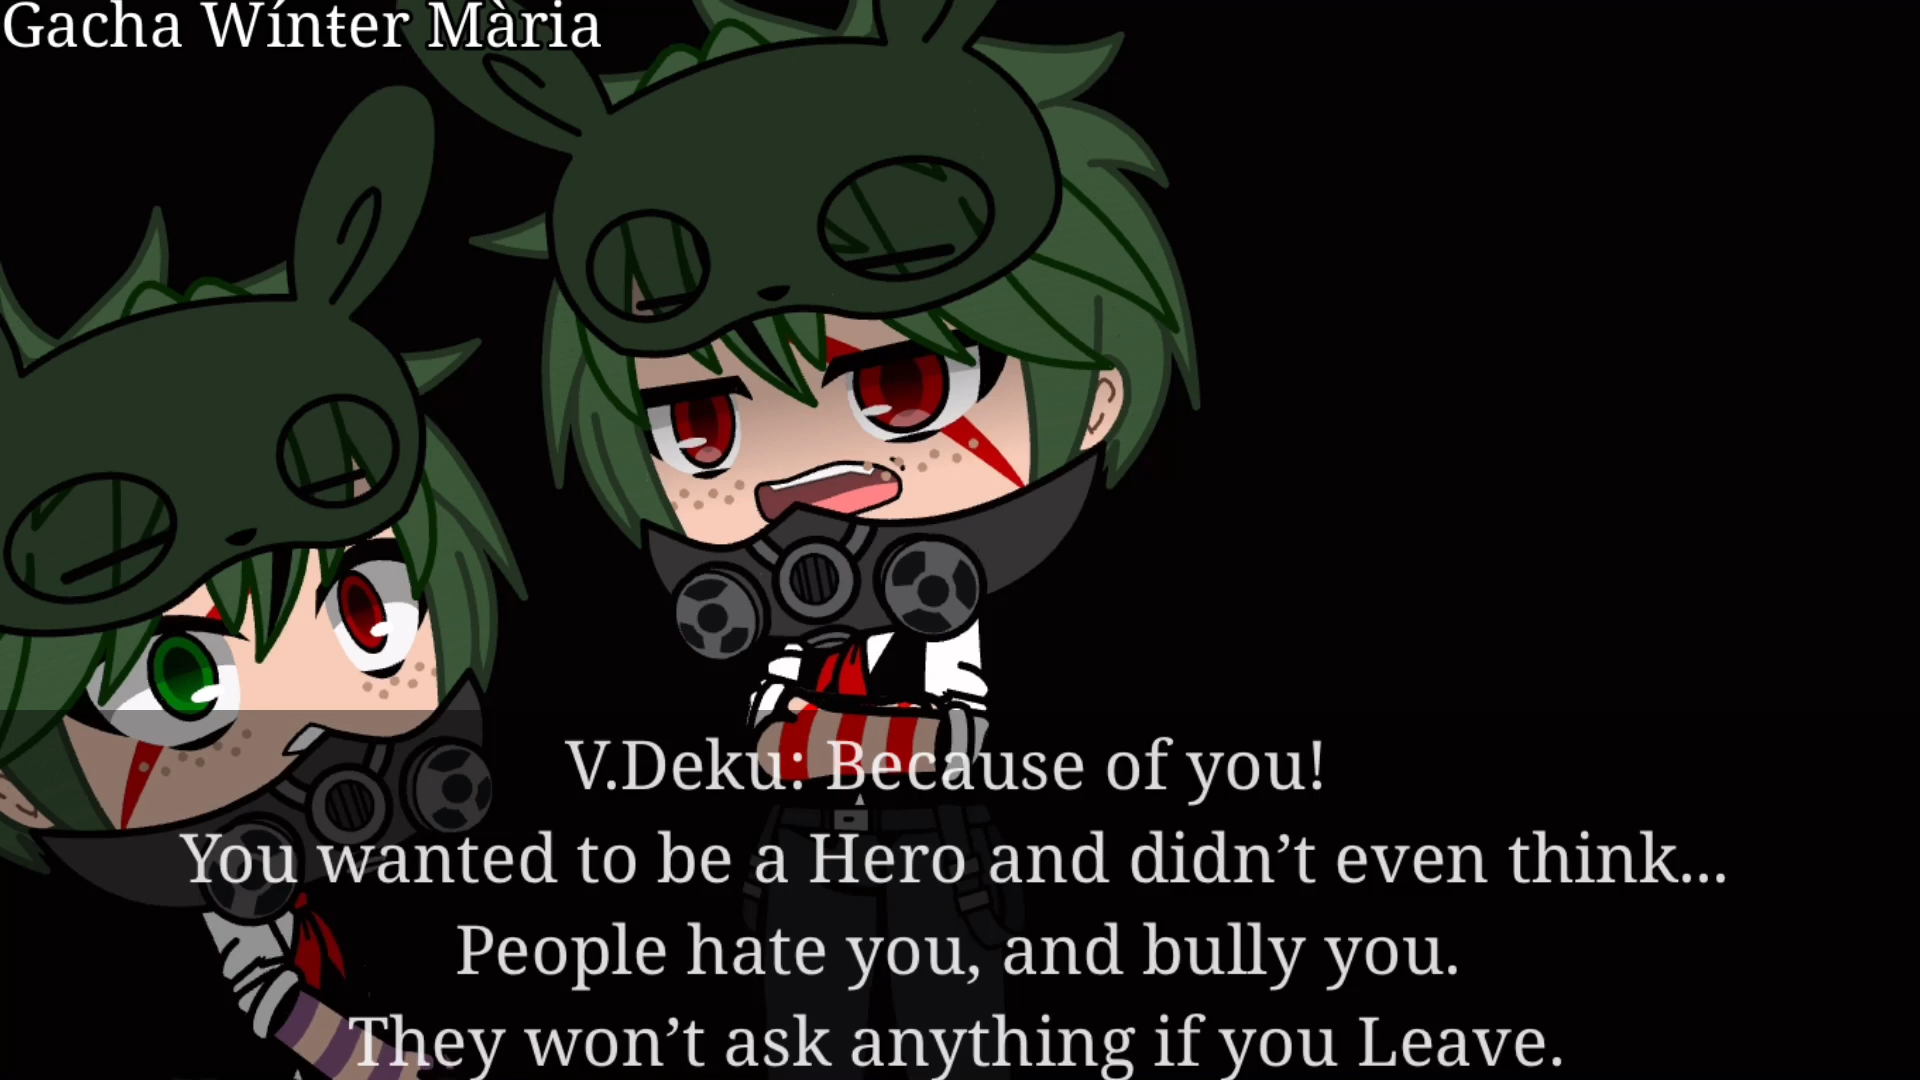 Gacha Wínŧer Mària
V.Deku: Because of you!
You wanted to be a Hero and didn’t even think...
People hate you, and bully you.
They won’t ask anything if you Leave.